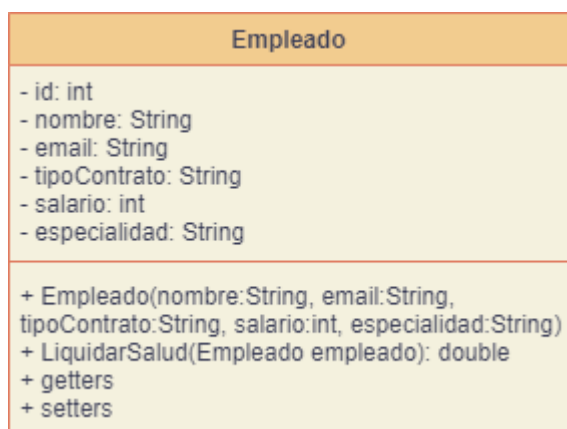 Empleado
- id: int
- nombre: String
- email: String
- tipoContrato: String
- salario: int
- especialidad: String
+ Empleado(nombre:String, email:String,
tipoContrato:String, salario:int, especialidad:String)
+ LiquidarSalud(Empleado empleado): double
+ getters
+ setters